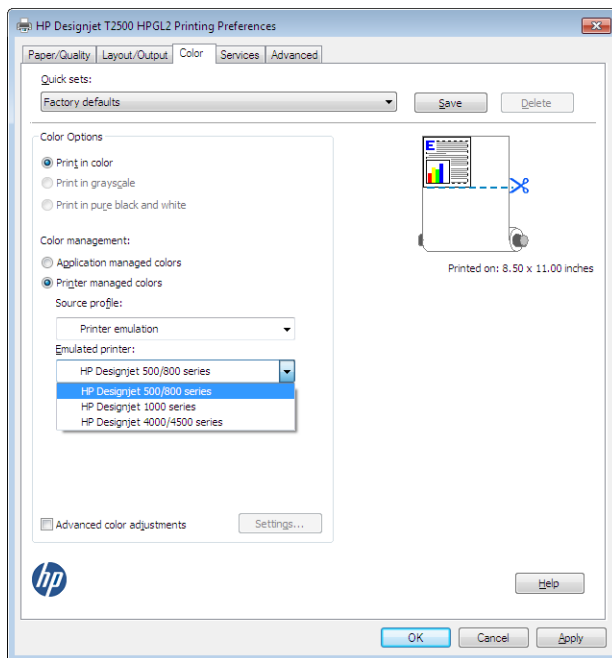 HP Designjet T2500 HPGL2 Printing Preferences
Paper/Quality Layout/Output Color Services Advanced
Quick sets:
Factory defaults Save Delete
Color Options
Print in color
Print in grayscale
Print in pure black and white
Color management:
Application managed colors
Printer managed colors
Source profile:
Printer emulation
Emulated printer:
HP Designjet 500/800 series
HP Designjet 500/800 series
HP Designjet 1000 series
HP Designjet 4000/4500 series
Advanced color adjustments Settings...
E
Printed on: 8.50 x 11.00 inches
hp
Help
OK Cancel Apply